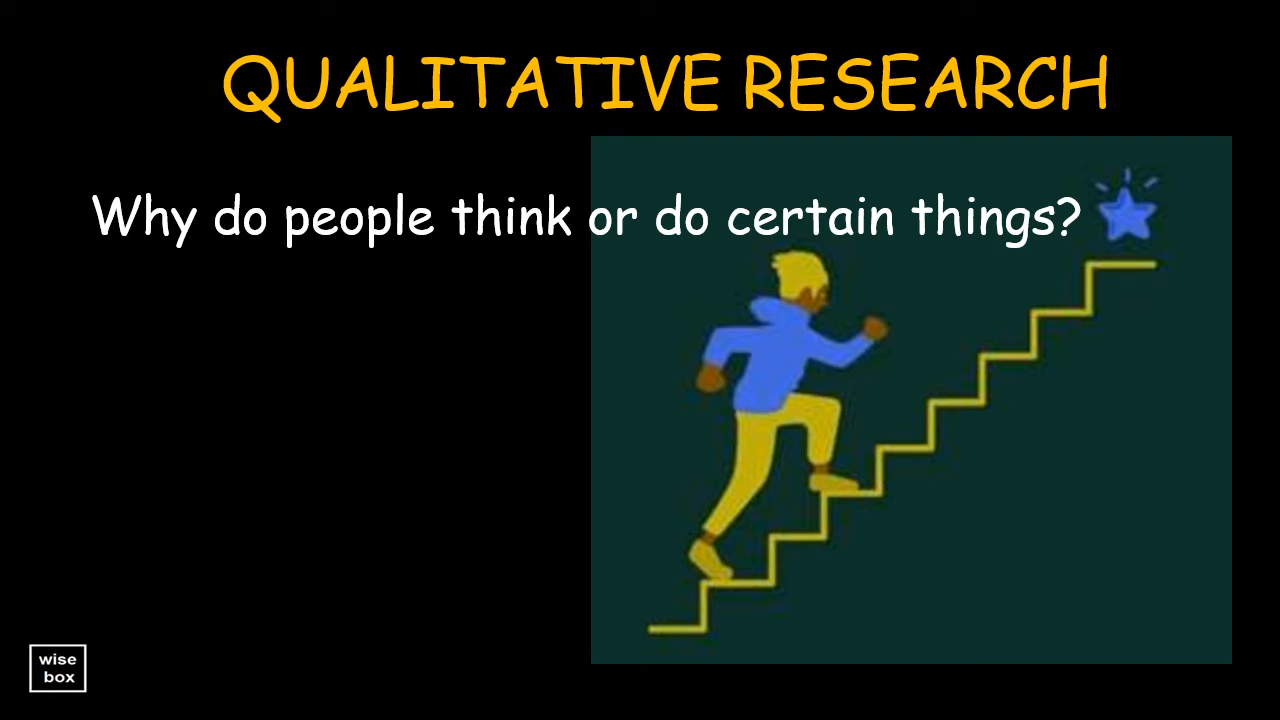 QUALITATIVE RESEARCH
Why do people think or do certain things?
wise
box